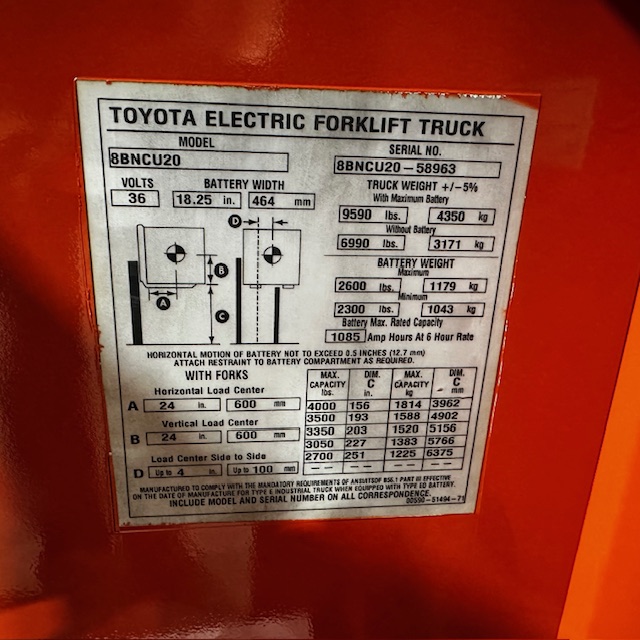 TOYOTA ELECTRIC FORKLIFT TRUCK
MODEL
8BNCU20
SERIAL NO.
8BNCU20-58963
VOLTS
36
BATTERY WIDTH
18.25 in. 464 mm
TRUCK WEIGHT +/-5%
With Maximum Battery
9590 lbs. 4350 kg
Without Battery
6990 lbs. 3171 kg
D
B
A
C
BATTERY WEIGHT
Maximum
2600 lbs. 1179 kg
Minimum
2300 lbs. 1043 kg
Battery Max. Rated Capacity
1085 Amp Hours At 6 Hour Rate
HORIZONTAL MOTION OF BATTERY NOT TO EXCEED 0.5 INCHES (12.7 mm)
ATTACH RESTRAINT TO BATTERY COMPARTMENT AS REQUIRED.
WITH FORKS
Horizontal Load Center
A 24 in. 600 mm
Vertical Load Center
B 24 in. 600 mm
Load Center Side to Side
D Up to 4 in. Up to 100 mm
MAX. CAPACITY lbs. DIM. C in. MAX. CAPACITY kg DIM. C mm
4000 156 1814 3962
3500 193 1588 4902
3350 203 1520 5156
3050 227 1383 5766
2700 251 1225 6375
--- --- --- ---
MANUFACTURED TO COMPLY WITH THE MANDATORY REQUIREMENTS OF B56.1 PART III EFFECTIVE
ON THE DATE OF MANUFACTURE FOR TYPE E INDUSTRIAL TRUCK WHEN EQUIPPED WITH TYPE BATTERY.
INCLUDE MODEL AND SERIAL NUMBER ON ALL CORRESPONDENCE.
00590-51494-71